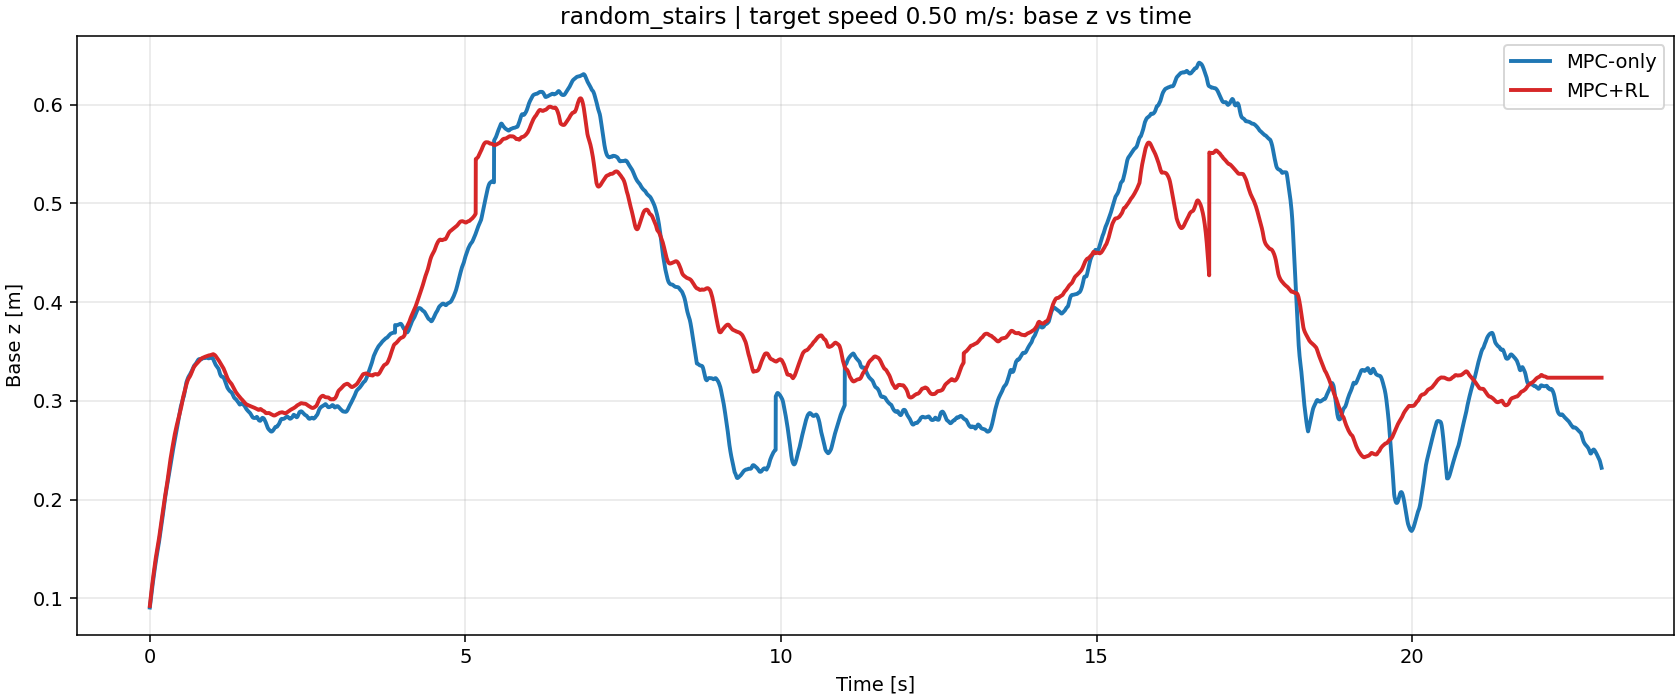 random_stairs | target speed 0.50 m/s: base z vs time
MPC-only
MPC+RL
Base z [m]
0.6
0.5
0.4
0.3
0.2
0.1
0
5
10
15
20
Time [s]